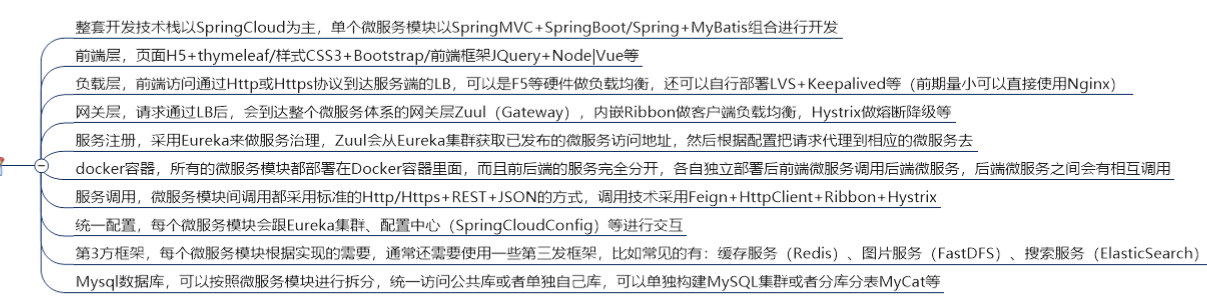 整套开发技术栈以SpringCloud为主，单个微服务模块以SpringMVC+SpringBoot/Spring+MyBatis组合进行开发
前端层，页面H5+thymeleaf/样式CSS3+Bootstrap/前端框架JQuery+Node|Vue等
负载层，前端访问通过Http或Https协议到达服务端的LB，可以是F5等硬件做负载均衡，还可以自行部署LVS+Keepalived等（前期量小可以直接使用Nginx）
网关层，请求通过LB后，会到达整个微服务体系的网关层Zuul（Gateway），内嵌Ribbon做客户端负载均衡，Hystrix做熔断降级等
服务注册，采用Eureka来做服务治理，Zuul会从Eureka集群获取已发布的微服务访问地址，然后根据配置把请求代理到相应的微服务去
docker容器，所有的微服务模块都部署在Docker容器里面，而且前后端的服务完全分开，各自独立部署后前端微服务调用后端微服务，后端微服务之间会有相互调用
服务调用，微服务模块间调用都采用标准的Http/Https+REST+JSON的方式，调用技术采用Feign+HttpClient+Ribbon+Hystrix
统一配置，每个微服务模块会跟Eureka集群、配置中心（SpringCloudConfig）等进行交互
第3方框架，每个微服务模块根据实现的需要，通常还需要使用一些第三发框架，比如常见的有：缓存服务（Redis）、图片服务（FastDFS）、搜索服务（ElasticSearch）
Mysql数据库，可以按照微服务模块进行拆分，统一访问公共库或者单独自己库，可以单独构建MySQL集群或者分库分表MyCat等